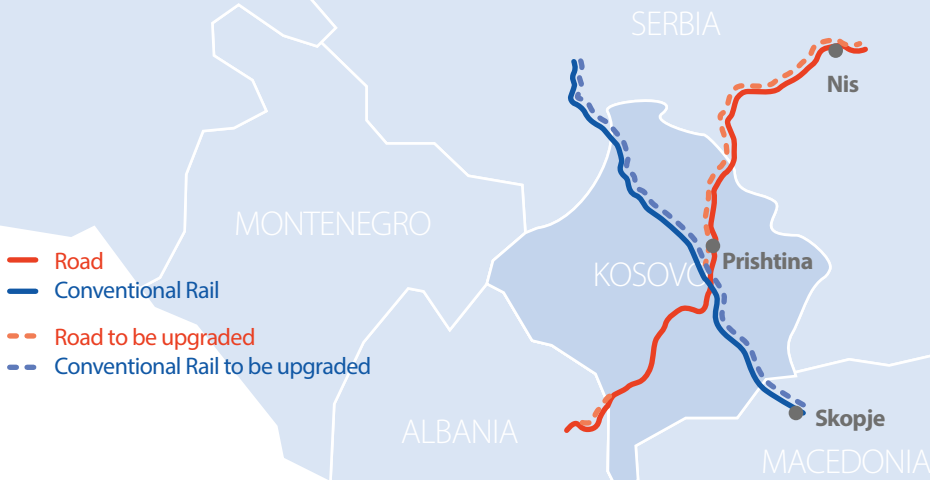 SERBIA
Nis
MONTENEGRO
Road
Prishtina
KOSOVO
Conventional Rail
Road to be upgraded
Conventional Rail to be upgraded
Skopje
ALBANIA
MACEDONIA